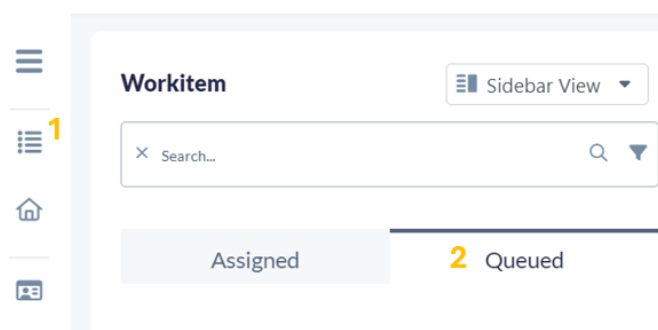 1
Workitem
Sidebar View
Search...
Assigned
2 Queued